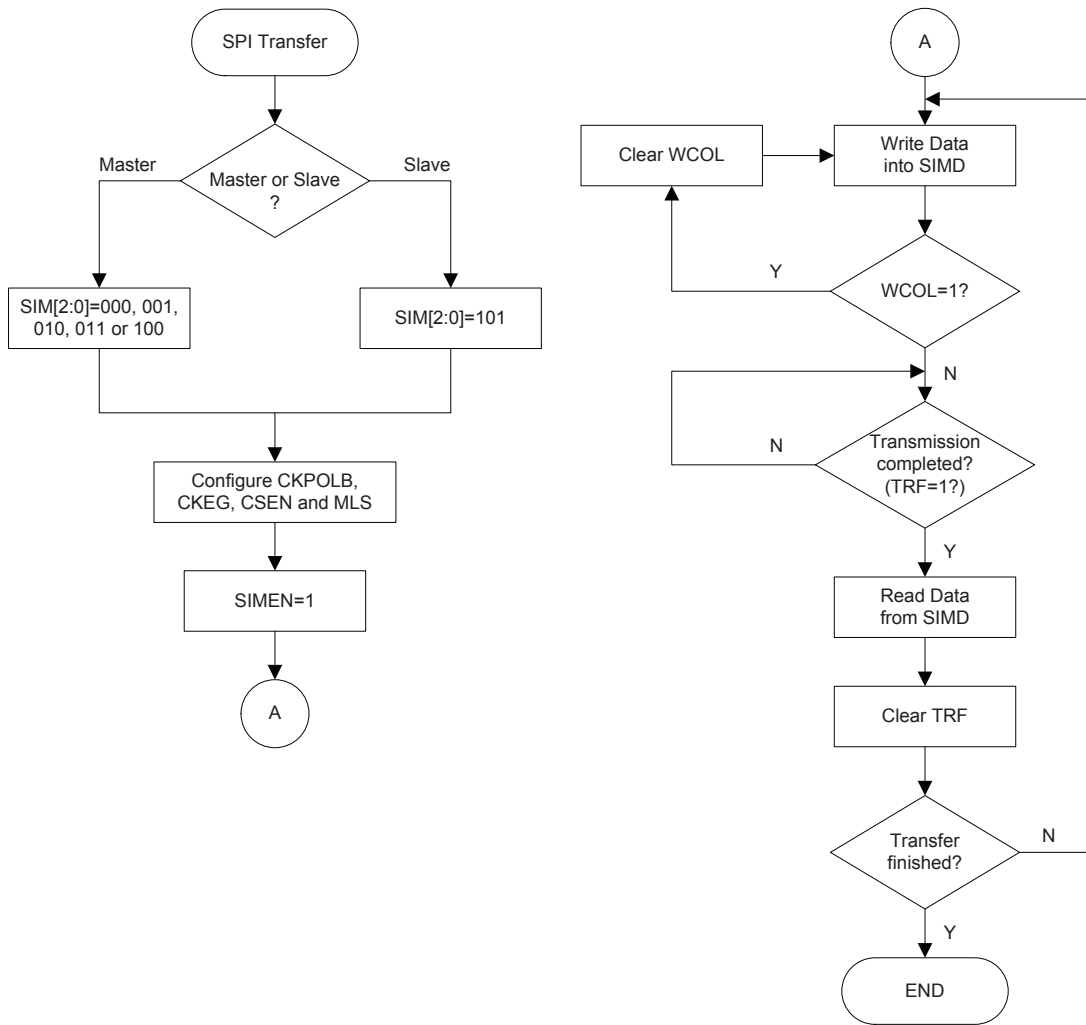 SPI Transfer
Master
Master or Slave
?
Slave
SIM[2:0]=000, 001,
010, 011 or 100
SIM[2:0]=101
Configure CKPOLB,
CKEG, CSEN and MLS
SIMEN=1
A
A
Clear WCOL
Write Data
into SIMD
Y
WCOL=1?
N
N
Transmission
completed?
(TRF=1?)
Y
Read Data
from SIMD
Clear TRF
Transfer
finished?
N
Y
END